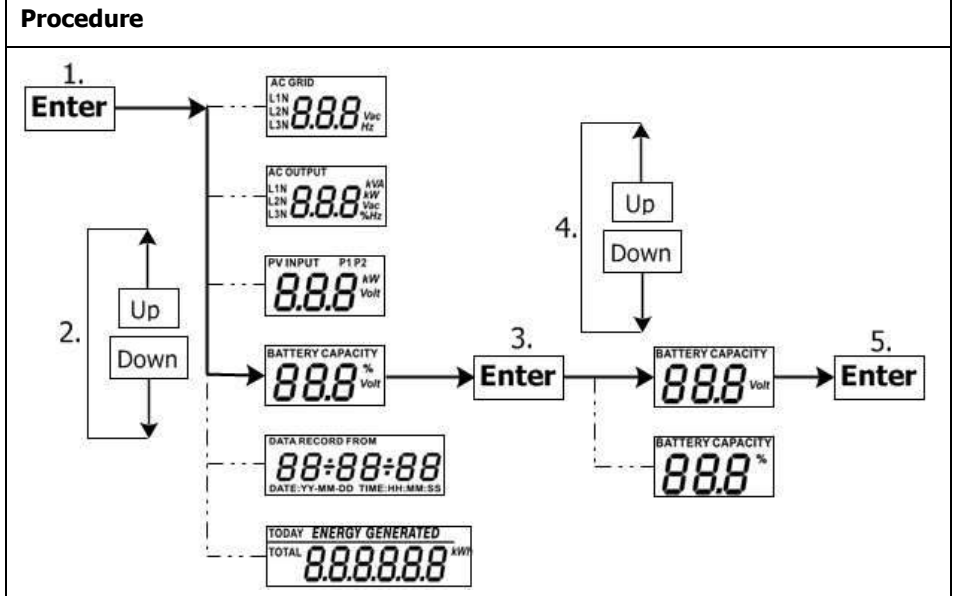 Procedure
1.
Enter
AC GRID
L1N
L2N
L3N
8.8.8
Vac
Hz
AC OUTPUT
L1N
L2N
L3N
8.8.8
kVA
kW
Vac
%Hz
PV INPUT P1 P2
8.8.8
kW
Volt
2.
Up
Down
BATTERY CAPACITY
88.8
%
Volt
3.
Enter
4.
Up
Down
BATTERY CAPACITY
88.8
Volt
5.
Enter
BATTERY CAPACITY
88.8
%
DATA RECORD FROM
88:88:88
DATE:YY-MM-DD TIME:HH:MM:SS
TODAY ENERGY GENERATED
TOTAL 8.8.8.8.8.8 kWh